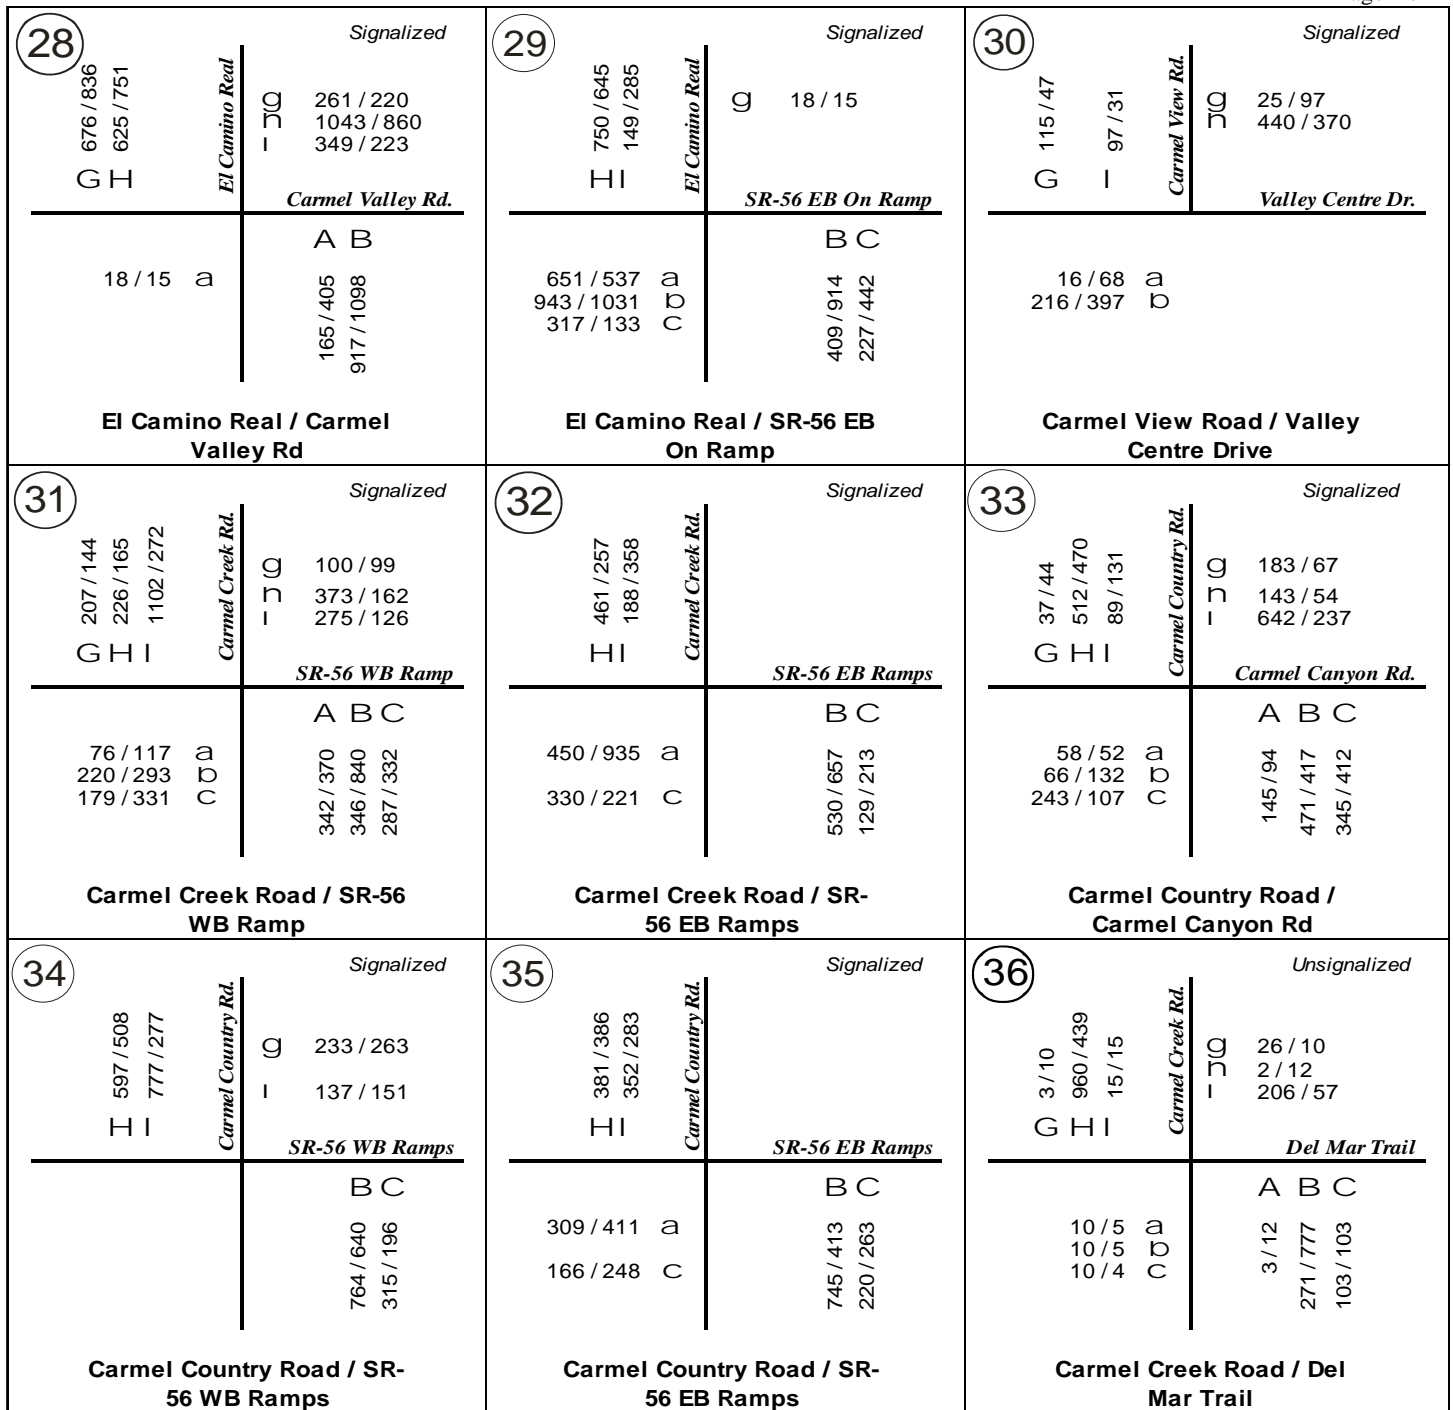 28
Signalized
676 / 836
625 / 751
G H
El Camino Real
g 261 / 220
h 1043 / 860
i 349 / 223
Carmel Valley Rd.
18 / 15 a
A B
165 / 405
917 / 1098
El Camino Real / Carmel
Valley Rd
29
Signalized
750 / 645
149 / 285
H I
El Camino Real
g 18 / 15
SR-56 EB On Ramp
651 / 537 a
943 / 1031 b
317 / 133 c
B C
409 / 914
227 / 442
El Camino Real / SR-56 EB
On Ramp
30
Signalized
115 / 47
97 / 31
G I
Carmel View Rd.
g 25 / 97
h 440 / 370
Valley Centre Dr.
16 / 68 a
216 / 397 b
Carmel View Road / Valley
Centre Drive
31
Signalized
207 / 144
226 / 165
1102 / 272
G H I
Carmel Creek Rd.
g 100 / 99
h 373 / 162
i 275 / 126
SR-56 WB Ramp
76 / 117 a
220 / 293 b
179 / 331 c
A B C
342 / 370
346 / 840
287 / 332
Carmel Creek Road / SR-56
WB Ramp
32
Signalized
461 / 257
188 / 358
H I
Carmel Creek Rd.
SR-56 EB Ramps
450 / 935 a
330 / 221 c
B C
530 / 657
129 / 213
Carmel Creek Road / SR-
56 EB Ramps
33
Signalized
37 / 44
512 / 470
89 / 131
G H I
Carmel Country Rd.
g 183 / 67
h 143 / 54
i 642 / 237
Carmel Canyon Rd.
58 / 52 a
66 / 132 b
243 / 107 c
A B C
145 / 94
471 / 417
345 / 412
Carmel Country Road /
Carmel Canyon Rd
34
Signalized
597 / 508
777 / 277
H I
Carmel Country Rd.
g 233 / 263
i 137 / 151
SR-56 WB Ramps
B C
764 / 640
315 / 196
Carmel Country Road / SR-
56 WB Ramps
35
Signalized
381 / 386
352 / 283
H I
Carmel Country Rd.
SR-56 EB Ramps
309 / 411 a
166 / 248 c
B C
745 / 413
220 / 263
Carmel Country Road / SR-
56 EB Ramps
36
Unsignalized
3 / 10
960 / 439
15 / 15
G H I
Carmel Creek Rd.
g 26 / 10
h 2 / 12
i 206 / 57
Del Mar Trail
10 / 5 a
10 / 5 b
10 / 4 c
A B C
3 / 12
271 / 777
103 / 103
Carmel Creek Road / Del
Mar Trail